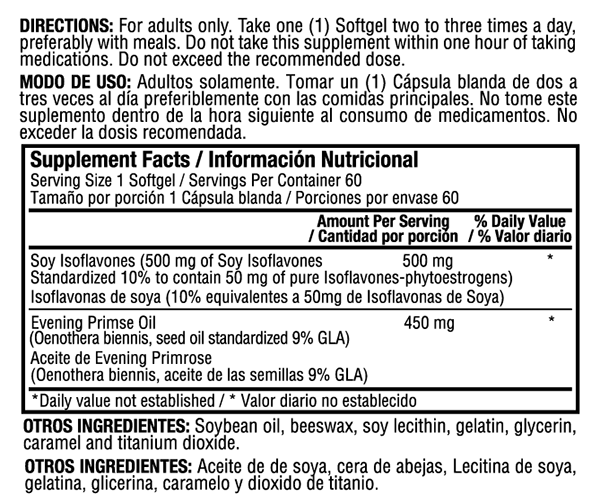 DIRECTIONS: For adults only. Take one (1) Softgel two to three times a day,
preferably with meals. Do not take this supplement within one hour of taking
medications. Do not exceed the recommended dose.
MODO DE USO: Adultos solamente. Tomar un (1) Cápsula blanda de dos a
tres veces al día preferiblemente con las comidas principales. No tome este
suplemento dentro de la hora siguiente al consumo de medicamentos. No
exceder la dosis recomendada.
Supplement Facts / Información Nutricional
Serving Size 1 Softgel / Servings Per Container 60
Tamaño por porción 1 Cápsula blanda / Porciones por envase 60
Amount Per Serving % Daily Value
/ Cantidad por porción / % Valor diario
Soy Isoflavones (500 mg of Soy Isoflavones 500 mg *
Standardized 10% to contain 50 mg of pure Isoflavones-phytoestrogens)
Isoflavonas de soya (10% equivalentes a 50mg de Isoflavonas de Soya)
Evening Primse Oil 450 mg *
(Oenothera biennis, seed oil standardized 9% GLA)
Aceite de Evening Primrose
(Oenothera biennis, aceite de las semillas 9% GLA)
*Daily value not established / * Valor diario no establecido
OTROS INGREDIENTES: Soybean oil, beeswax, soy lecithin, gelatin, glycerin,
caramel and titanium dioxide.
OTROS INGREDIENTES: Aceite de de soya, cera de abejas, Lecitina de soya,
gelatina, glicerina, caramelo y dioxido de titanio.